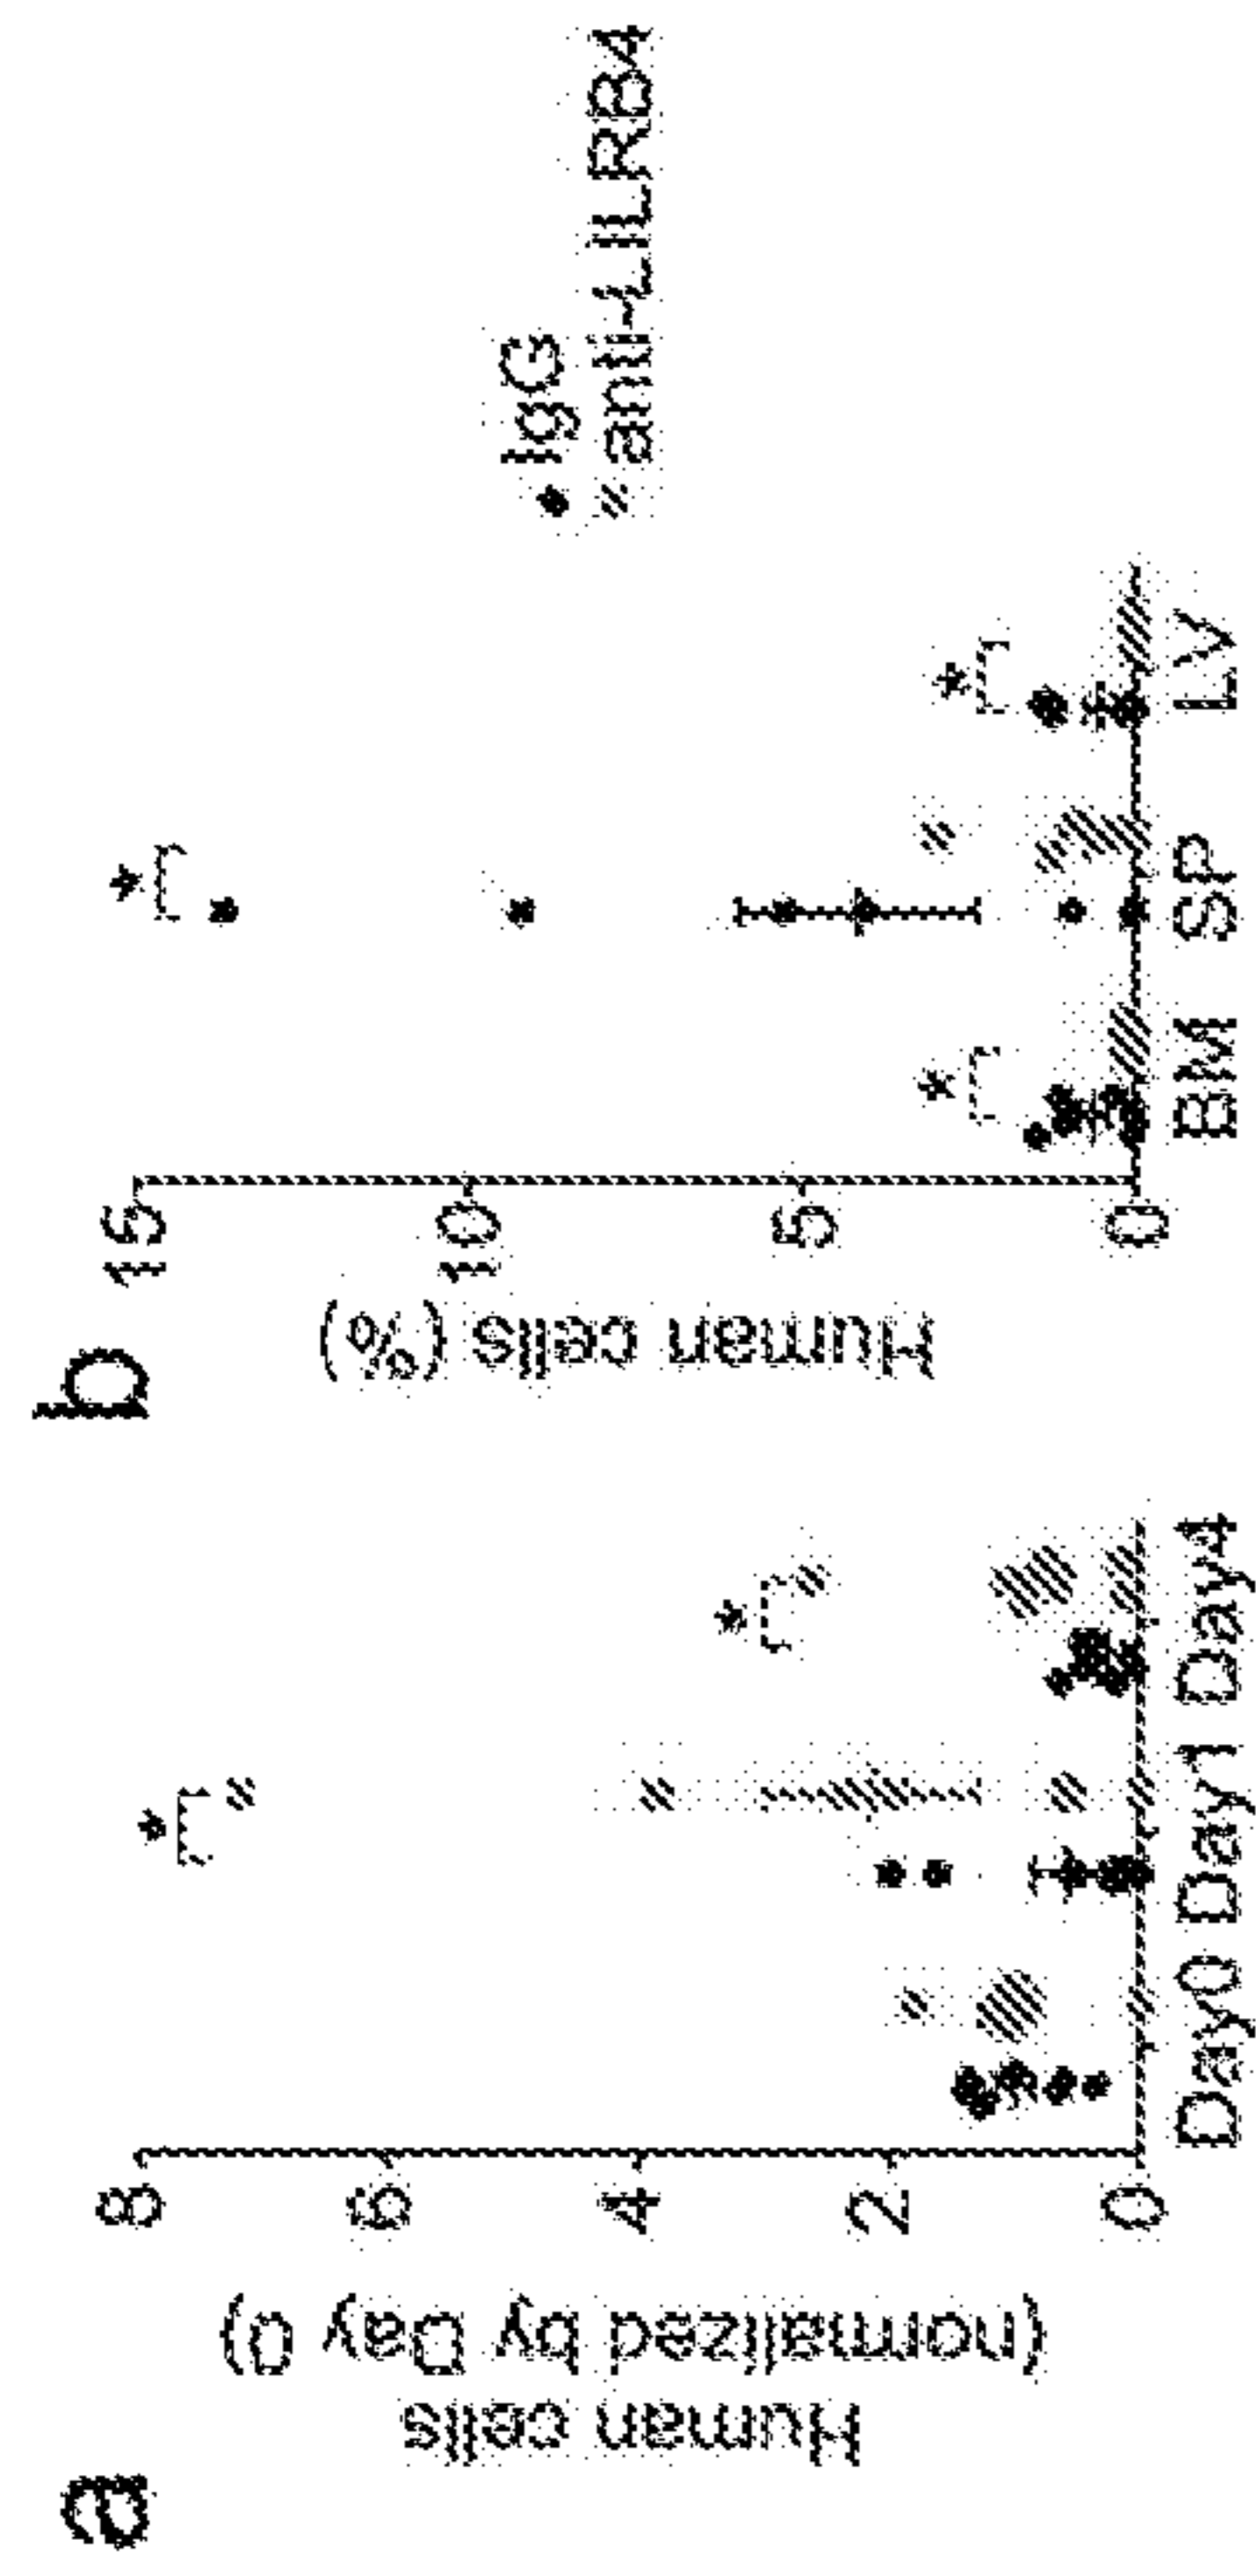 a
Human cells
(normalized by Day 0)
8
6
4
2
0
Day0 Day1 Day4
*
*
b
Human cells (%)
15
10
5
0
BM SP LV
*
*
*
IgG
anti-LILRB4